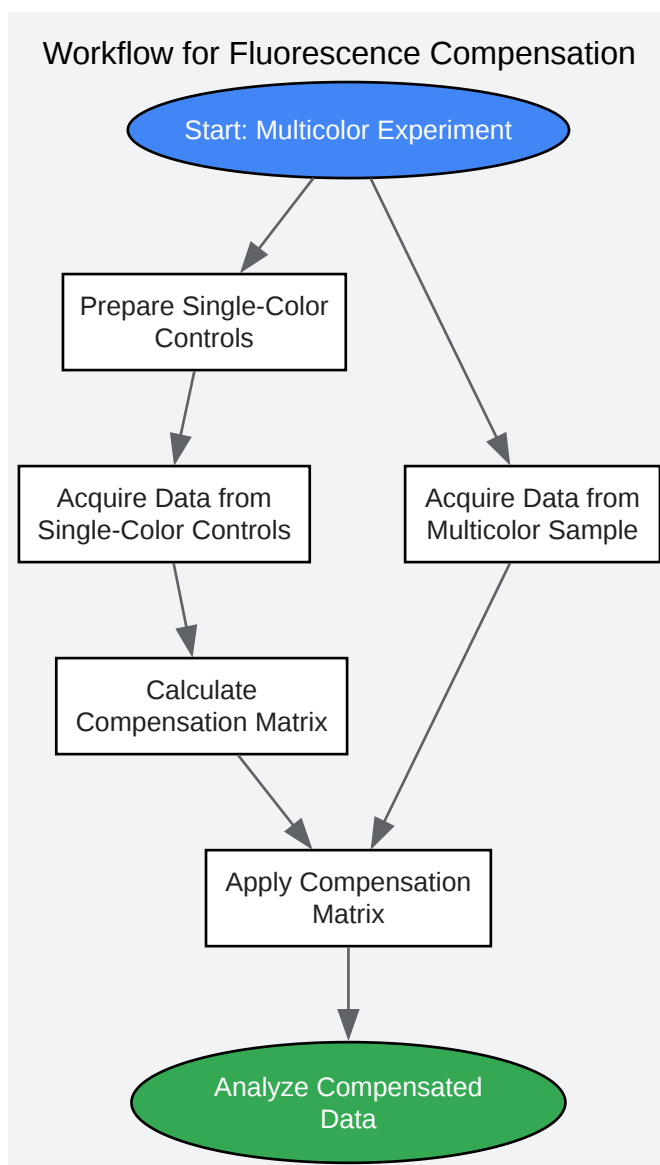 Workflow for Fluorescence Compensation
Start: Multicolor Experiment
Prepare Single-Color
Controls
Acquire Data from
Single-Color Controls
Acquire Data from
Multicolor Sample
Calculate
Compensation Matrix
Apply Compensation
Matrix
Analyze Compensated
Data